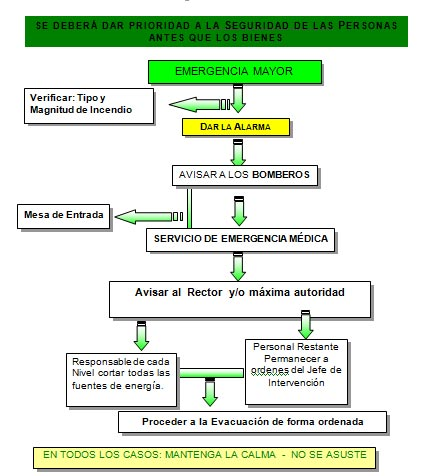 SE DEBERÁ DAR PRIORIDAD A LA SEGURIDAD DE LAS PERSONAS
ANTES QUE LOS BIENES
EMERGENCIA MAYOR
Verificar: Tipo y
Magnitud de Incendio
DAR LA ALARMA
AVISAR A LOS BOMBEROS
Mesa de Entrada
SERVICIO DE EMERGENCIA MÉDICA
Avisar al Rector y/o máxima autoridad
Responsable de cada
Nivel cortar todas las
fuentes de energía.
Personal Restante
Permanecer a
ordenes del Jefe de
Intervención
Proceder a la Evacuación de forma ordenada
EN TODOS LOS CASOS: MANTENGA LA CALMA - NO SE ASUSTE